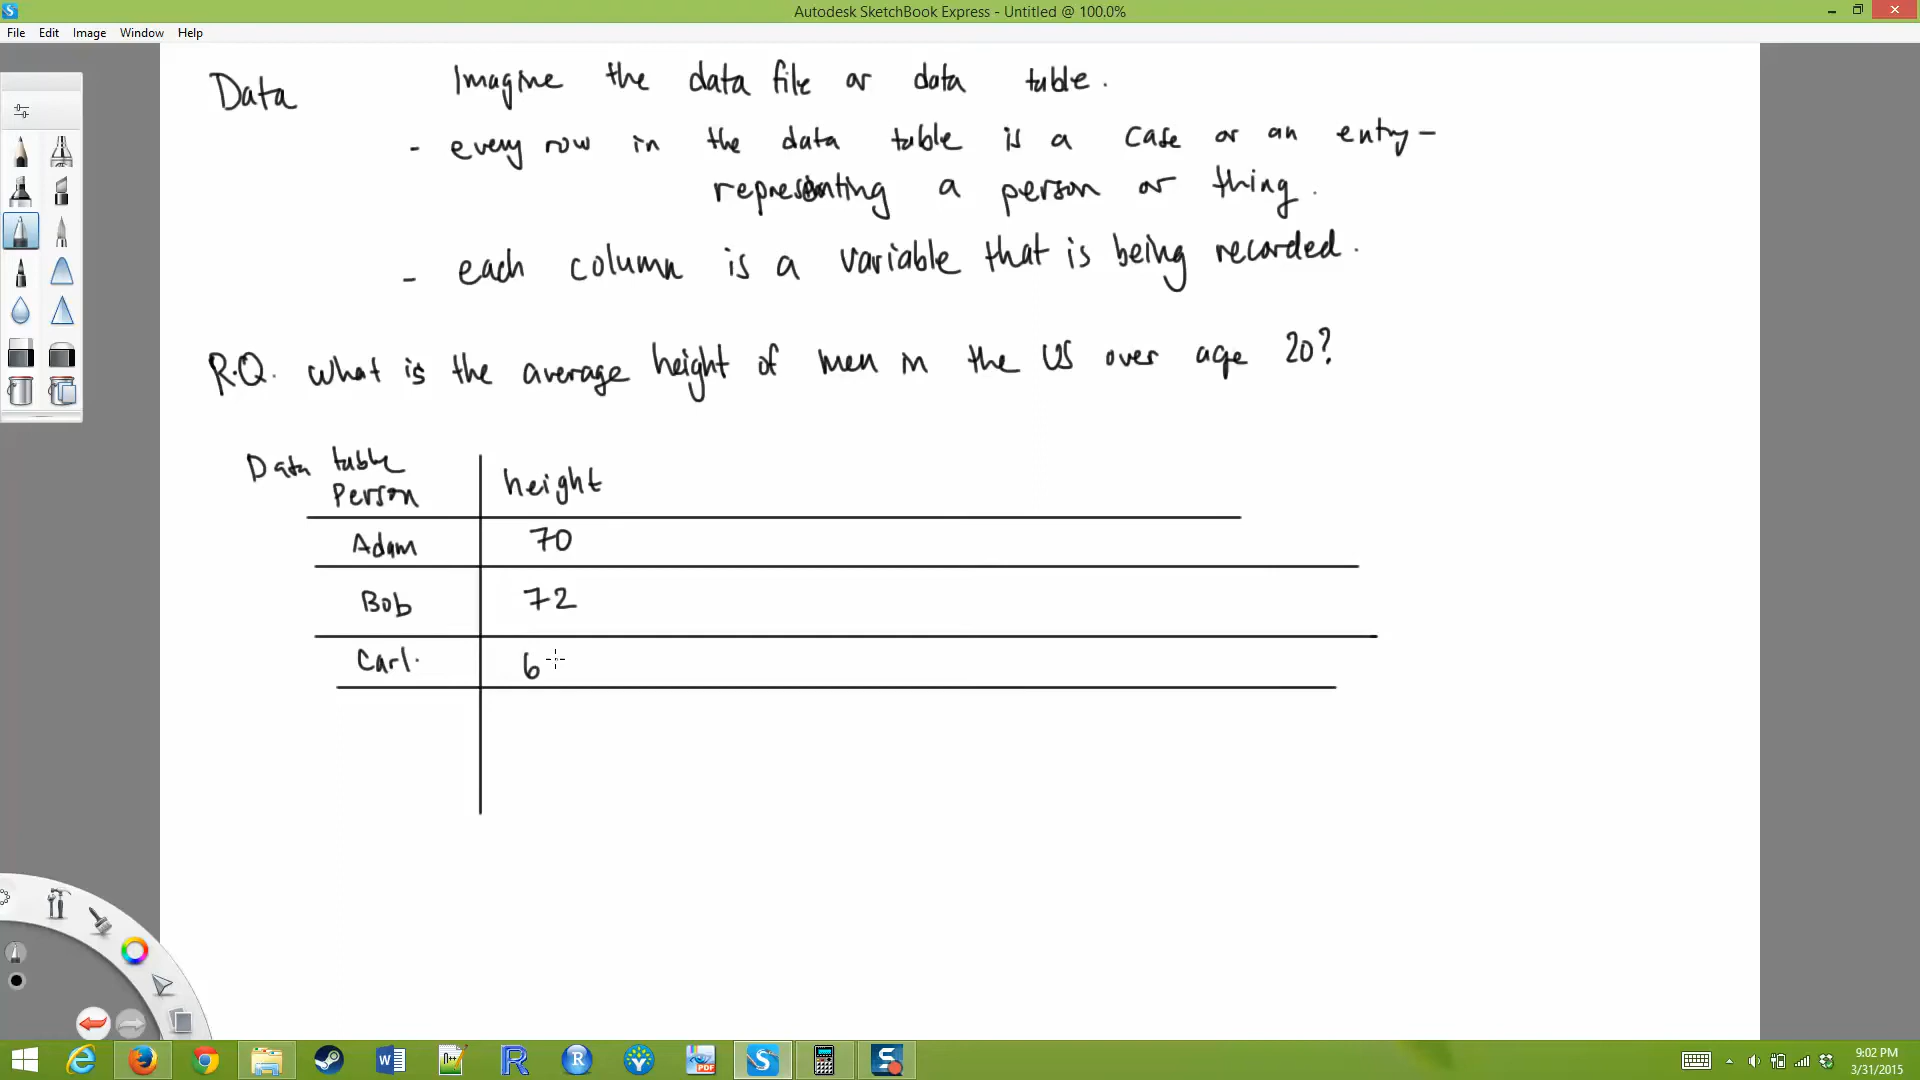 Autodesk SketchBook Express - Untitled @ 100.0%
File Edit Image Window Help
Data Imagine the data file or data table.
- every row in the data table is a case or an entry -
representing a person or thing.
- each column is a variable that is being recorded.
R.Q. What is the average height of men in the US over age 20?
Data table
Person height
Adam 70
Bob 72
Carl. 6
9:02 PM
3/31/2015